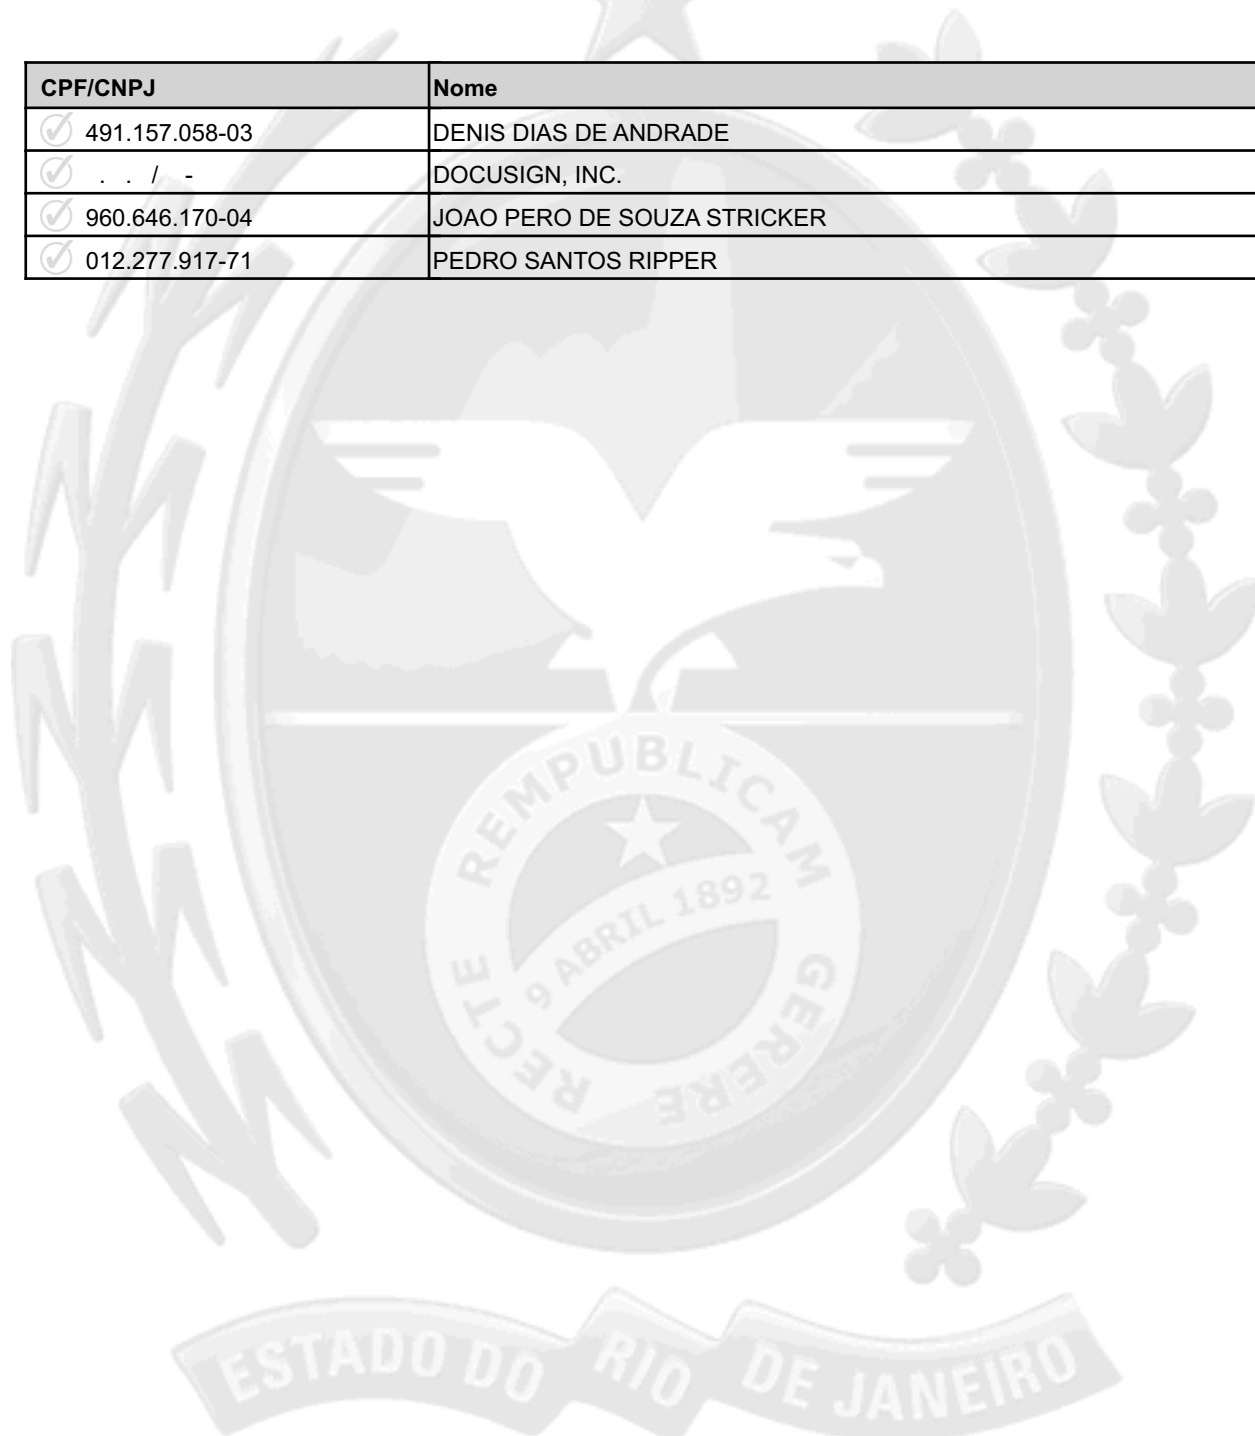 CPF/CNPJ Nome
491.157.058-03 DENIS DIAS DE ANDRADE
. . / - DOCUSIGN, INC.
960.646.170-04 JOAO PERO DE SOUZA STRICKER
012.277.917-71 PEDRO SANTOS RIPPER
RECTE REMPUBLICAM GERERE
9 ABRIL 1892
ESTADO DO RIO DE JANEIRO